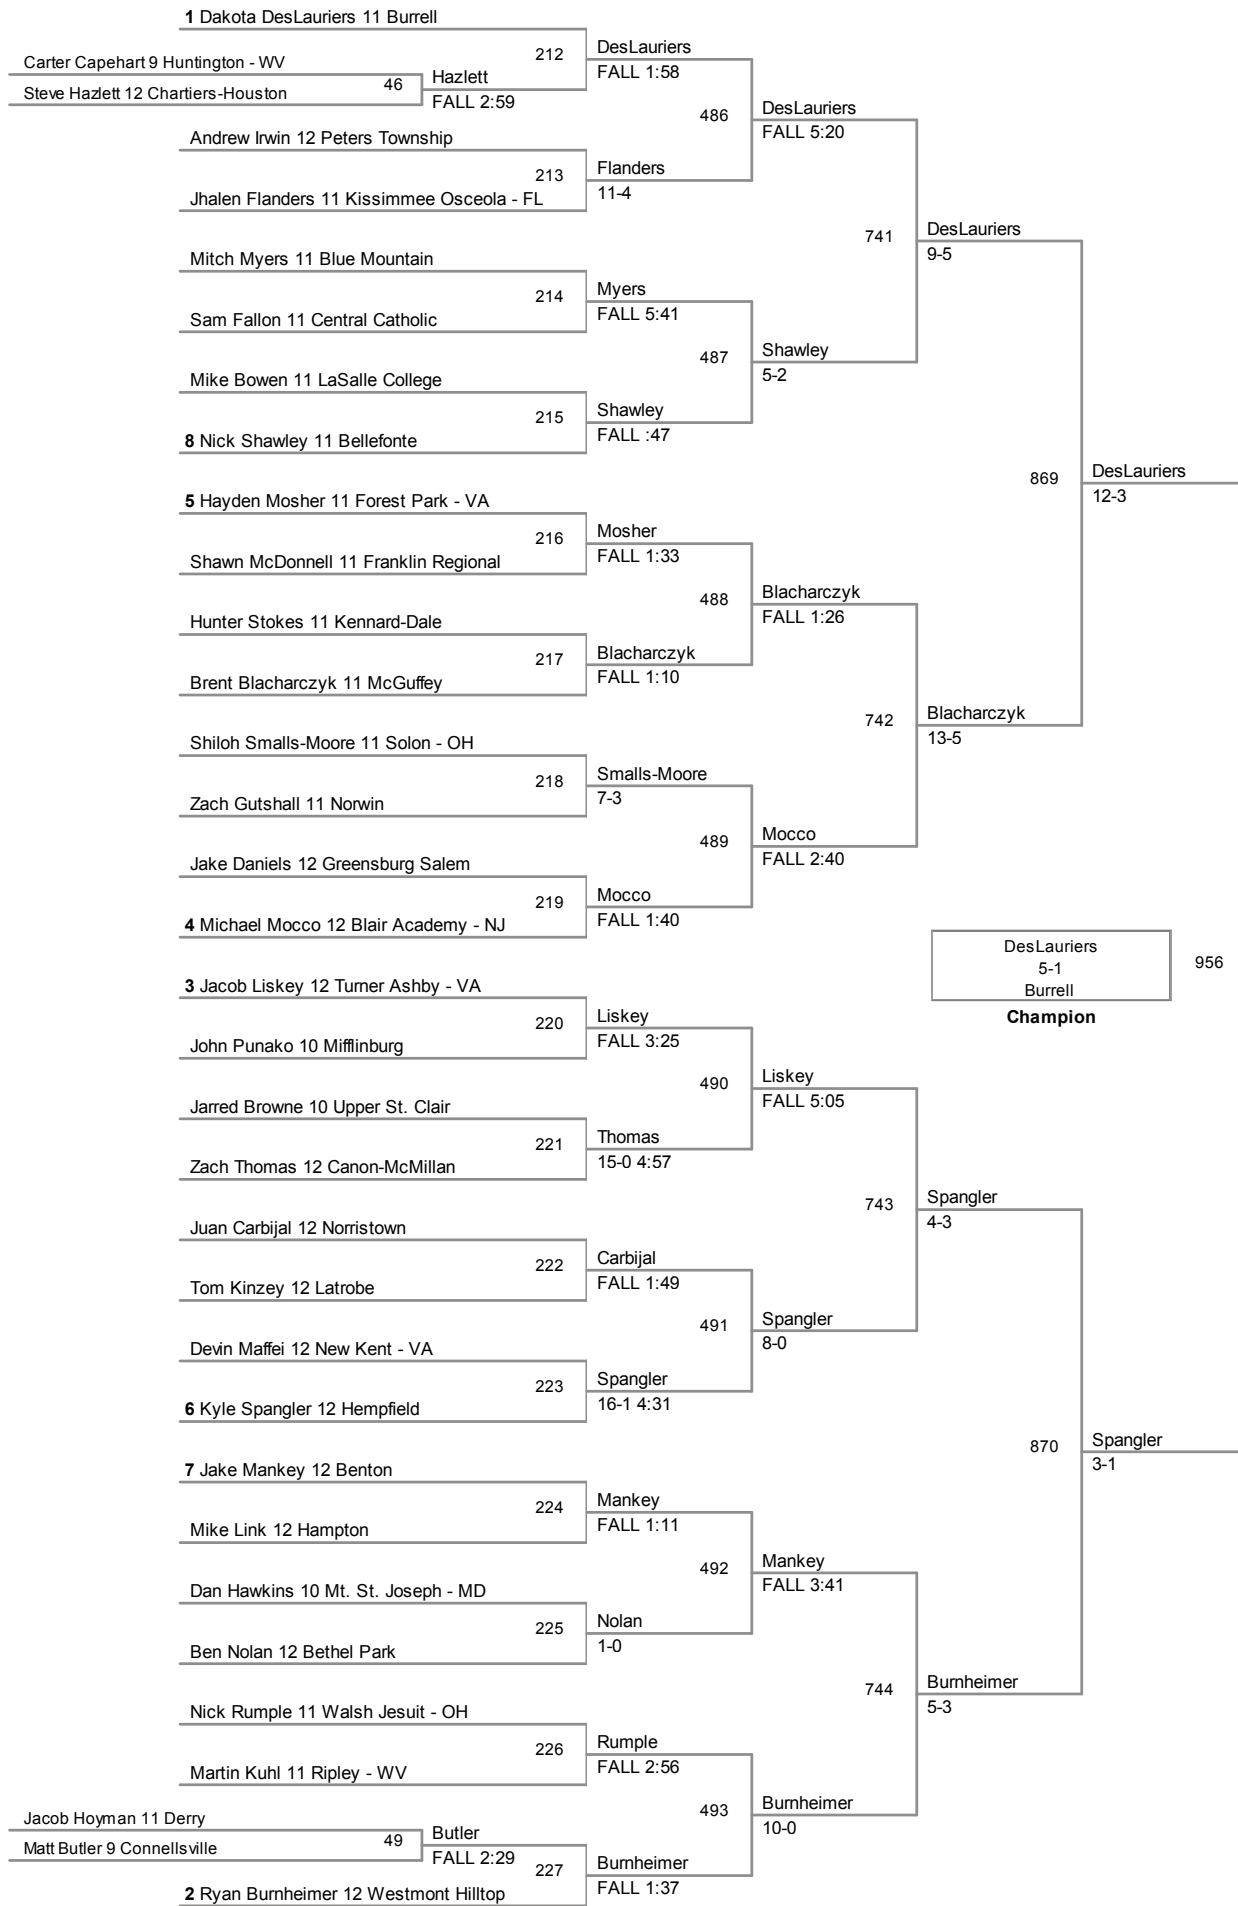 1 Dakota DesLauriers 11 Burrell
212
DesLauriers
FALL 1:58
Carter Capehart 9 Huntington - WV
46
Hazlett
FALL 2:59
Steve Hazlett 12 Chartiers-Houston
486
DesLauriers
FALL 5:20
Andrew Irwin 12 Peters Township
213
Flanders
11-4
Jhalen Flanders 11 Kissimmee Osceola - FL
741
DesLauriers
9-5
Mitch Myers 11 Blue Mountain
214
Myers
FALL 5:41
Sam Fallon 11 Central Catholic
487
Shawley
5-2
Mike Bowen 11 LaSalle College
215
Shawley
FALL :47
8 Nick Shawley 11 Bellefonte
869
DesLauriers
12-3
5 Hayden Mosher 11 Forest Park - VA
216
Mosher
FALL 1:33
Shawn McDonnell 11 Franklin Regional
488
Blacharczyk
FALL 1:26
Hunter Stokes 11 Kennard-Dale
217
Blacharczyk
FALL 1:10
Brent Blacharczyk 11 McGuffey
742
Blacharczyk
13-5
Shiloh Smalls-Moore 11 Solon - OH
218
Smalls-Moore
7-3
Zach Gutshall 11 Norwin
489
Mocco
FALL 2:40
Jake Daniels 12 Greensburg Salem
219
Mocco
FALL 1:40
4 Michael Mocco 12 Blair Academy - NJ
DesLauriers
5-1
Burrell
956
Champion
3 Jacob Liskey 12 Turner Ashby - VA
220
Liskey
FALL 3:25
John Punako 10 Mifflinburg
490
Liskey
FALL 5:05
Jarred Browne 10 Upper St. Clair
221
Thomas
15-0 4:57
Zach Thomas 12 Canon-McMillan
743
Spangler
4-3
Juan Carbijal 12 Norristown
222
Carbijal
FALL 1:49
Tom Kinzey 12 Latrobe
491
Spangler
8-0
Devin Maffei 12 New Kent - VA
223
Spangler
16-1 4:31
6 Kyle Spangler 12 Hempfield
870
Spangler
3-1
7 Jake Mankey 12 Benton
224
Mankey
FALL 1:11
Mike Link 12 Hampton
492
Mankey
FALL 3:41
Dan Hawkins 10 Mt. St. Joseph - MD
225
Nolan
1-0
Ben Nolan 12 Bethel Park
744
Burnheimer
5-3
Nick Rumple 11 Walsh Jesuit - OH
226
Rumple
FALL 2:56
Martin Kuhl 11 Ripley - WV
493
Burnheimer
10-0
Jacob Hoyman 11 Derry
49
Butler
FALL 2:29
Matt Butler 9 Connellsville
227
Burnheimer
FALL 1:37
2 Ryan Burnheimer 12 Westmont Hilltop